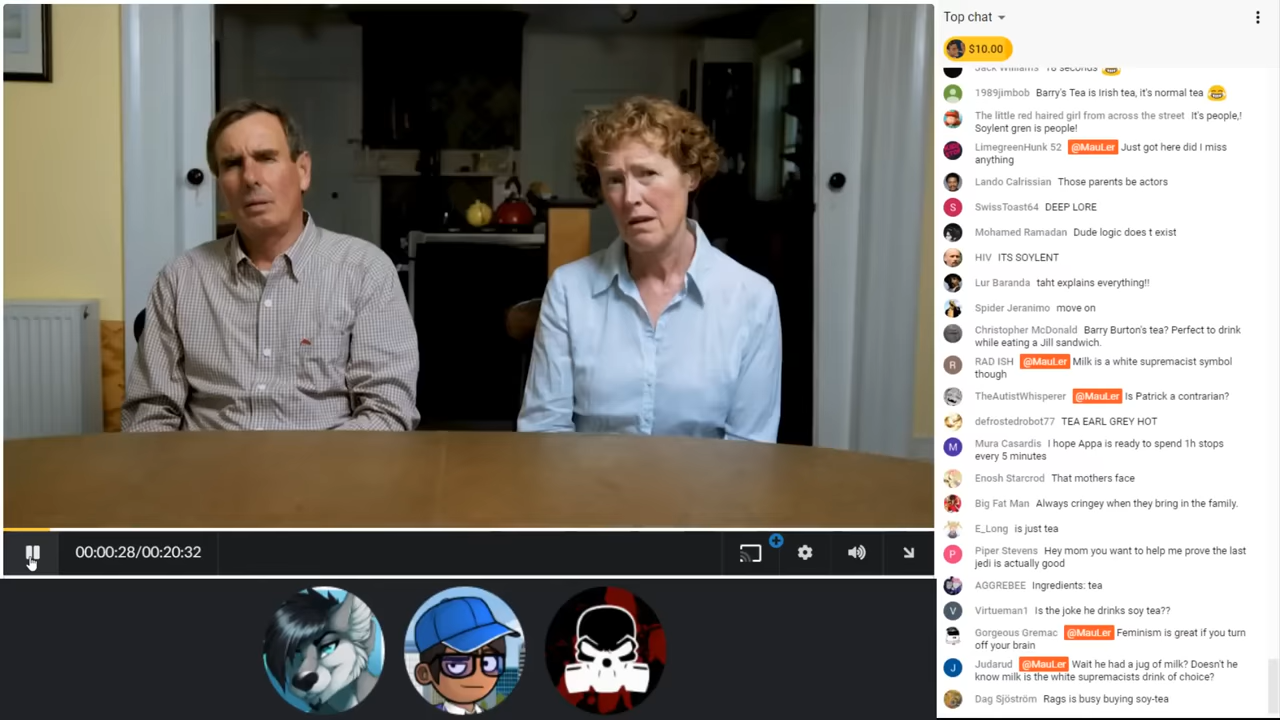 Top chat
$10.00
Jack Williams 18 seconds
1989jimbob Barry's Tea is Irish tea, it's normal tea
The little red haired girl from across the street It's people,!
Soylent gren is people!
LimegreenHunk 52 @MauLer Just got here did I miss
anything
Lando Calrissian Those parents be actors
SwissToast64 DEEP LORE
S
Mohamed Ramadan Dude logic does t exist
HIV ITS SOYLENT
Lur Baranda taht explains everything!!
Spider Jeranimo move on
Christopher McDonald Barry Burton's tea? Perfect to drink
while eating a Jill sandwich.
R
RAD ISH @MauLer Milk is a white supremacist symbol
though
TheAutistWhisperer @MauLer Is Patrick a contrarian?
defrostedrobot77 TEA EARL GREY HOT
M
Mura Casardis I hope Appa is ready to spend 1h stops
every 5 minutes
Enosh Starcrod That mothers face
Big Fat Man Always cringey when they bring in the family.
E_Long is just tea
P
Piper Stevens Hey mom you want to help me prove the last
jedi is actually good
AGGREBEE Ingredients: tea
V
Virtueman1 Is the joke he drinks soy tea??
Gorgeous Gremac @MauLer Feminism is great if you turn
off your brain
J
Judarud @MauLer Wait he had a jug of milk? Doesn't he
know milk is the white supremacists drink of choice?
Dag Sjöström Rags is busy buying soy-tea
00:00:28/00:20:32